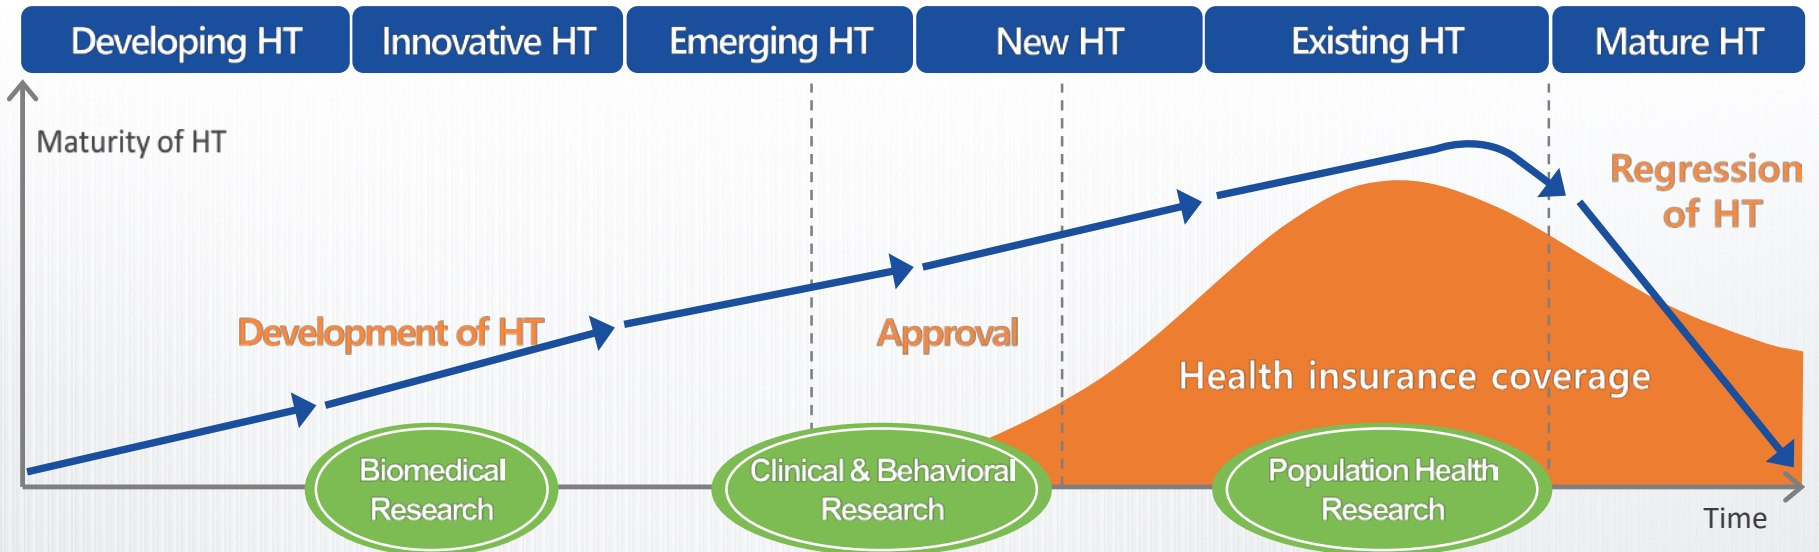 Developing HT
Innovative HT
Emerging HT
New HT
Existing HT
Mature HT
Maturity of HT
Regression
of HT
Development of HT
Approval
Health insurance coverage
Biomedical
Research
Clinical & Behavioral
Research
Population Health
Research
Time